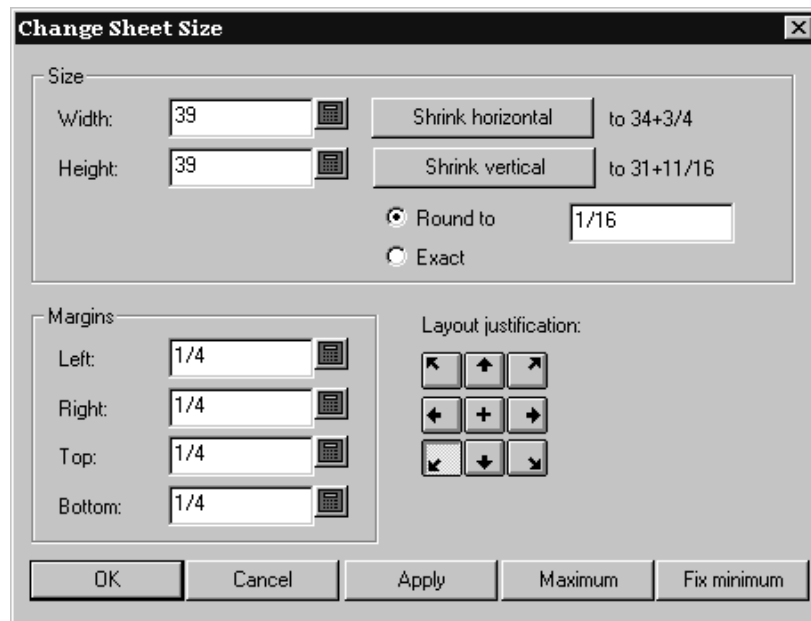 Change Sheet Size
Size
Width: 39 Shrink horizontal to 34+3/4
Height: 39 Shrink vertical to 31+11/16
Round to 1/16
Exact
Margins
Layout justification:
Left: 1/4
Right: 1/4
Top: 1/4
Bottom: 1/4
OK Cancel Apply Maximum Fix minimum